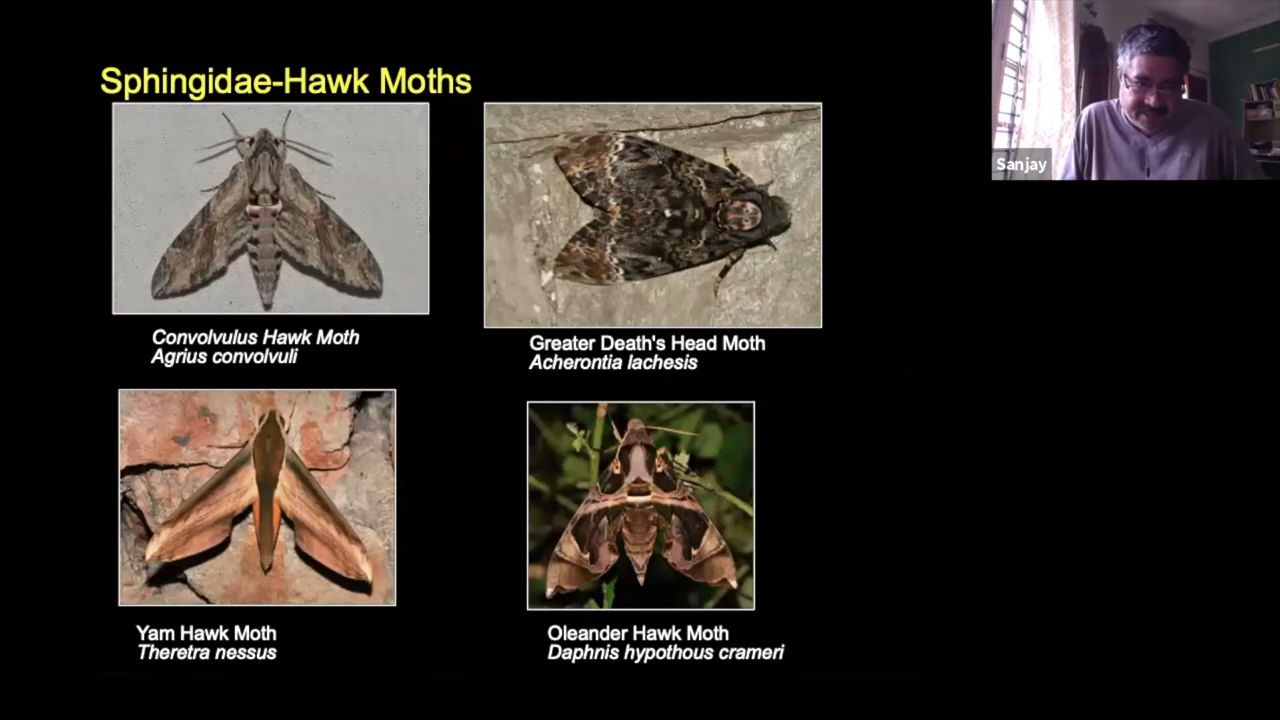 Sphingidae-Hawk Moths
Sanjay
Convolvulus Hawk Moth
Agrius convolvuli
Greater Death's Head Moth
Acherontia lachesis
Yam Hawk Moth
Theretra nessus
Oleander Hawk Moth
Daphnis hypothous crameri